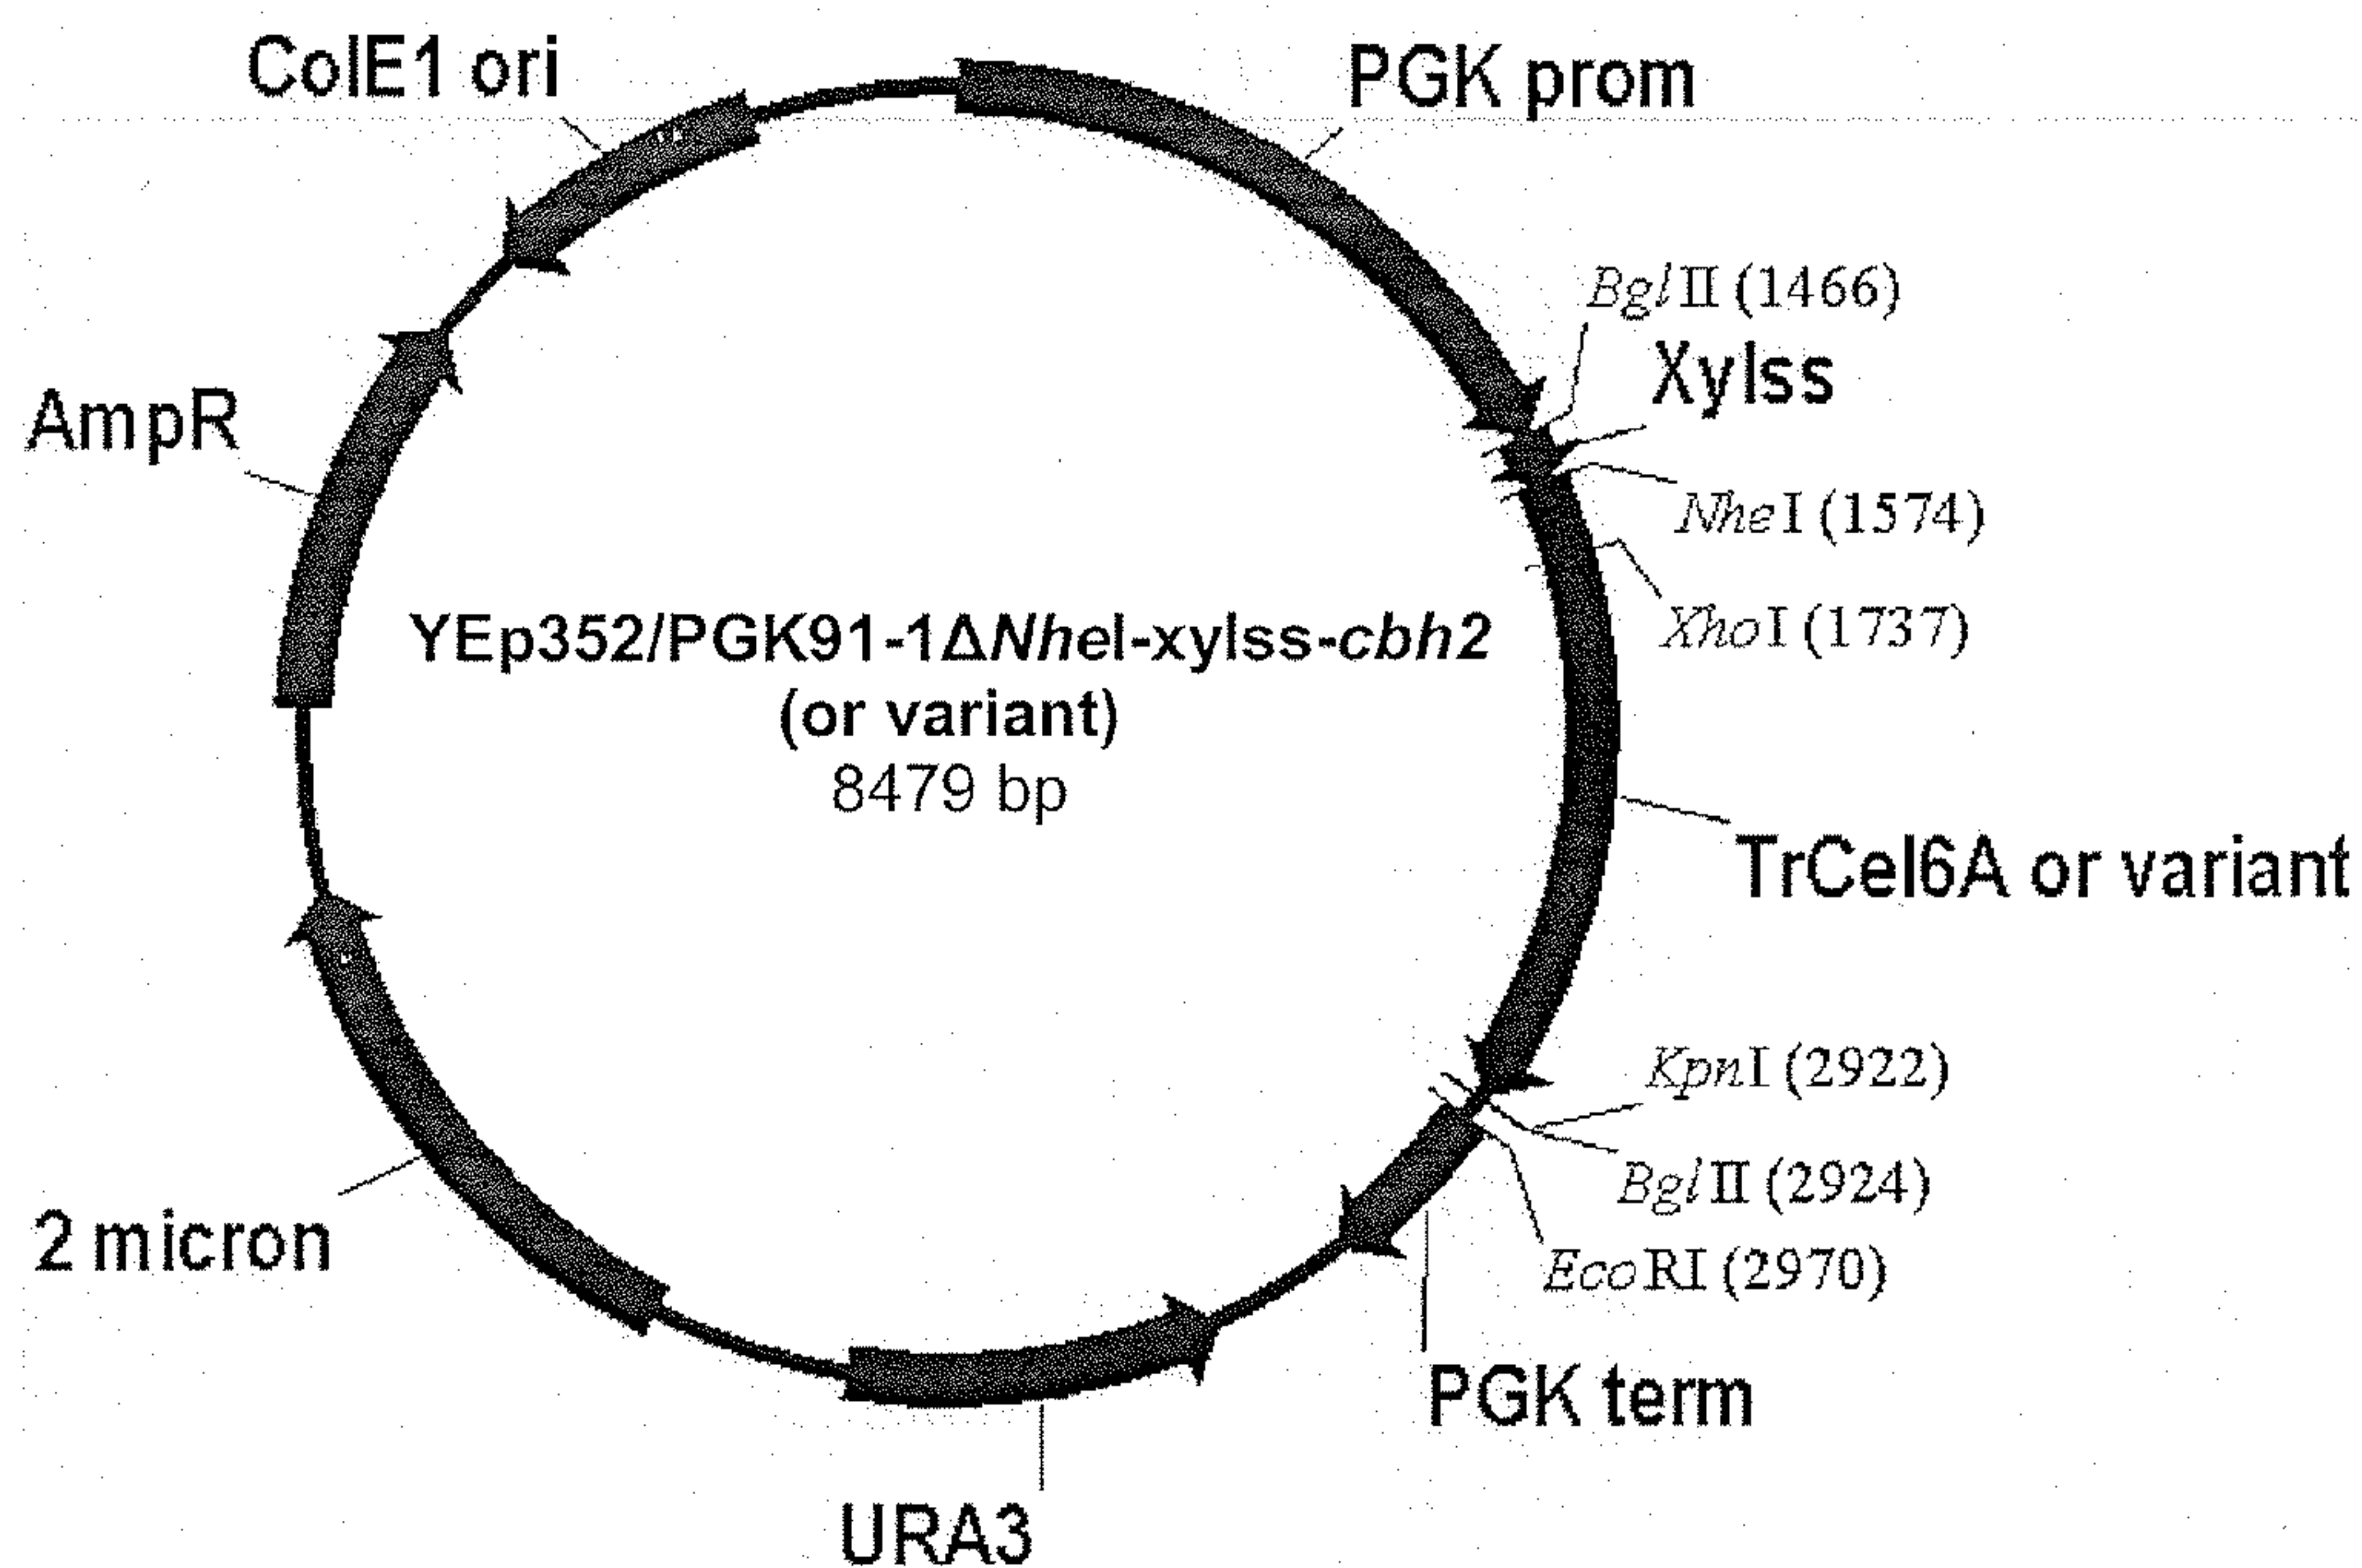 ColE1 ori
PGK prom
BglII (1466)
Xylss
AmpR
NheI (1574)
XhoI (1737)
YEp352/PGK91-1ΔNheI-xylss-cbh2
(or variant)
8479 bp
TrCel6A or variant
KpnI (2922)
BglII (2924)
2 micron
EcoRI (2970)
PGK term
URA3